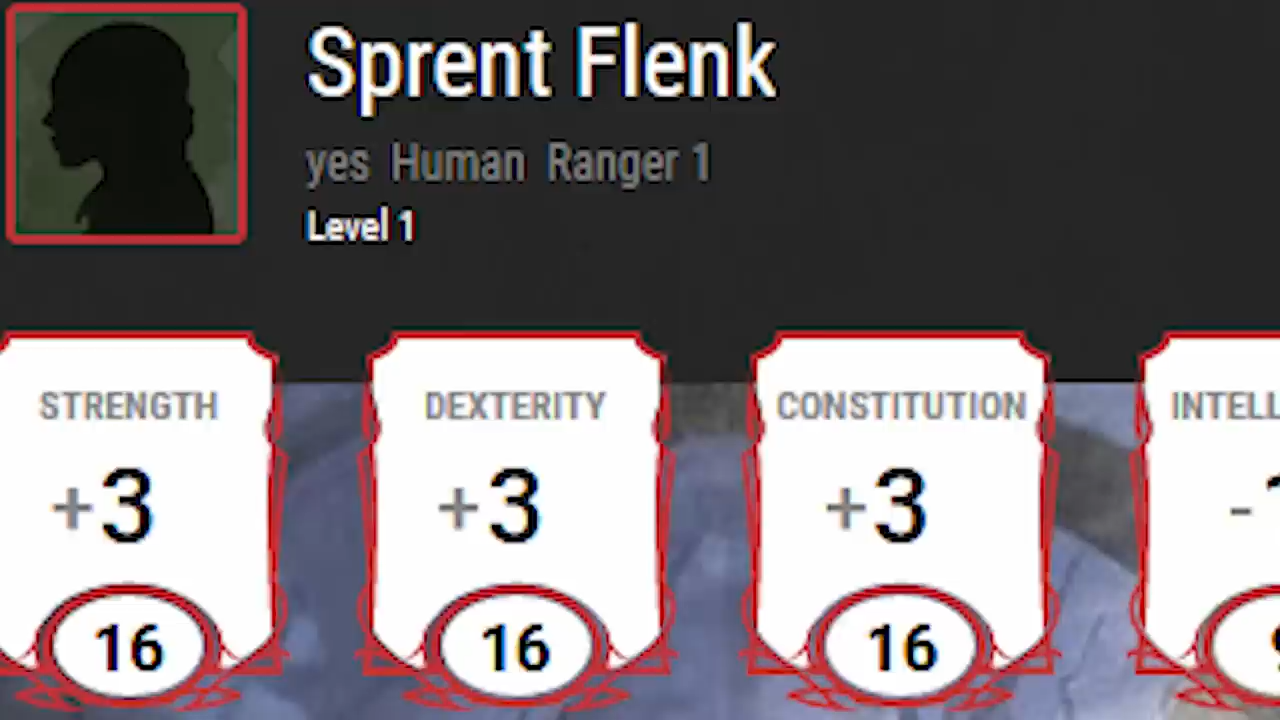 Sprent Flenk
yes Human Ranger 1
Level 1
STRENGTH DEXTERITY CONSTITUTION
+3 +3 +3
16 16 16